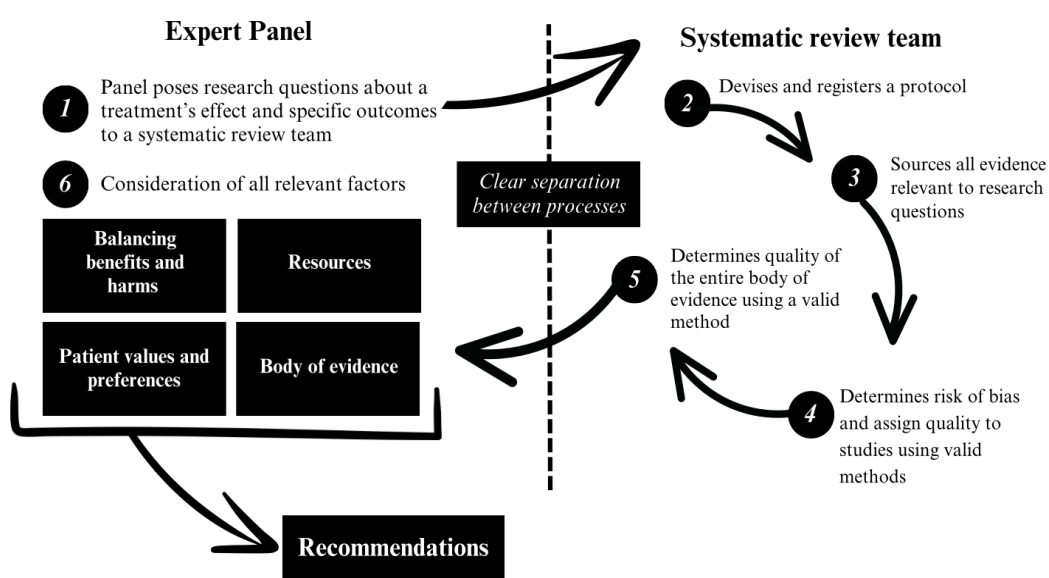 Expert Panel
1
Panel poses research questions about a
treatment's effect and specific outcomes
to a systematic review team
6
Consideration of all relevant factors
Balancing
benefits and
harms
Resources
Patient values and
preferences
Body of evidence
Recommendations
Clear separation
between processes
Systematic review team
2
Devises and registers a protocol
3
Sources all evidence
relevant to research
questions
4
Determines risk of bias
and assign quality to
studies using valid
methods
5
Determines quality of
the entire body of
evidence using a valid
method